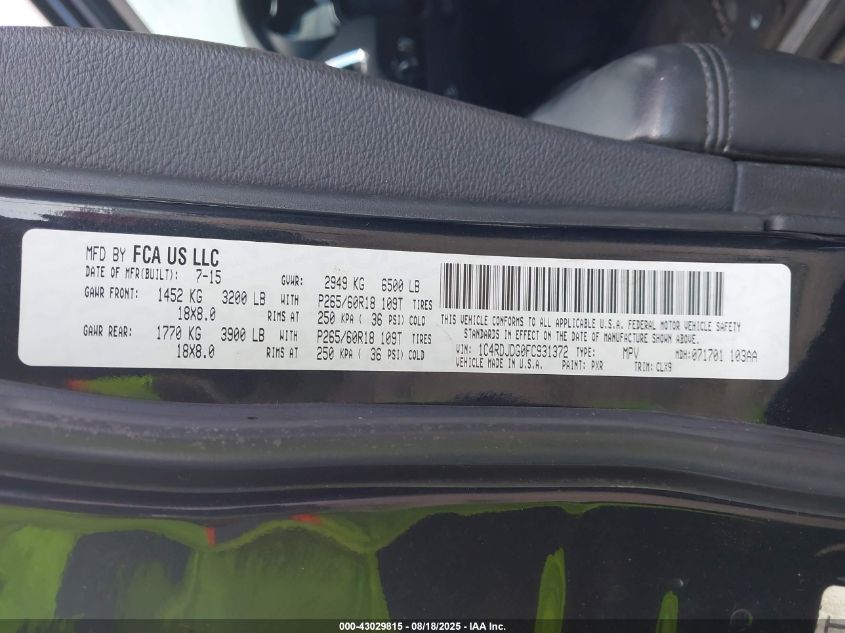 MFD BY FCA US LLC
DATE OF MFR(BUILT): 7-15 GVWR: 2949 KG 6500 LB
GAWR FRONT: 1452 KG 3200 LB WITH P265/60R18 109T TIRES
18X8.0 RIMS AT 250 KPA ( 36 PSI) COLD
GAWR REAR: 1770 KG 3900 LB WITH P265/60R18 109T TIRES
18X8.0 RIMS AT 250 KPA ( 36 PSI) COLD
THIS VEHICLE CONFORMS TO ALL APPLICABLE U.S.A. FEDERAL MOTOR VEHICLE SAFETY
STANDARDS IN EFFECT ON THE DATE OF MANUFACTURE SHOWN ABOVE.
VIN: 1C4RDJDG0FC931372 TYPE: MPV MDH:071701 103AA
VEHICLE MADE IN U.S.A. PAINT: PXR TRIM: CLX9
000-43029815 - 08/18/2025 - IAA Inc.